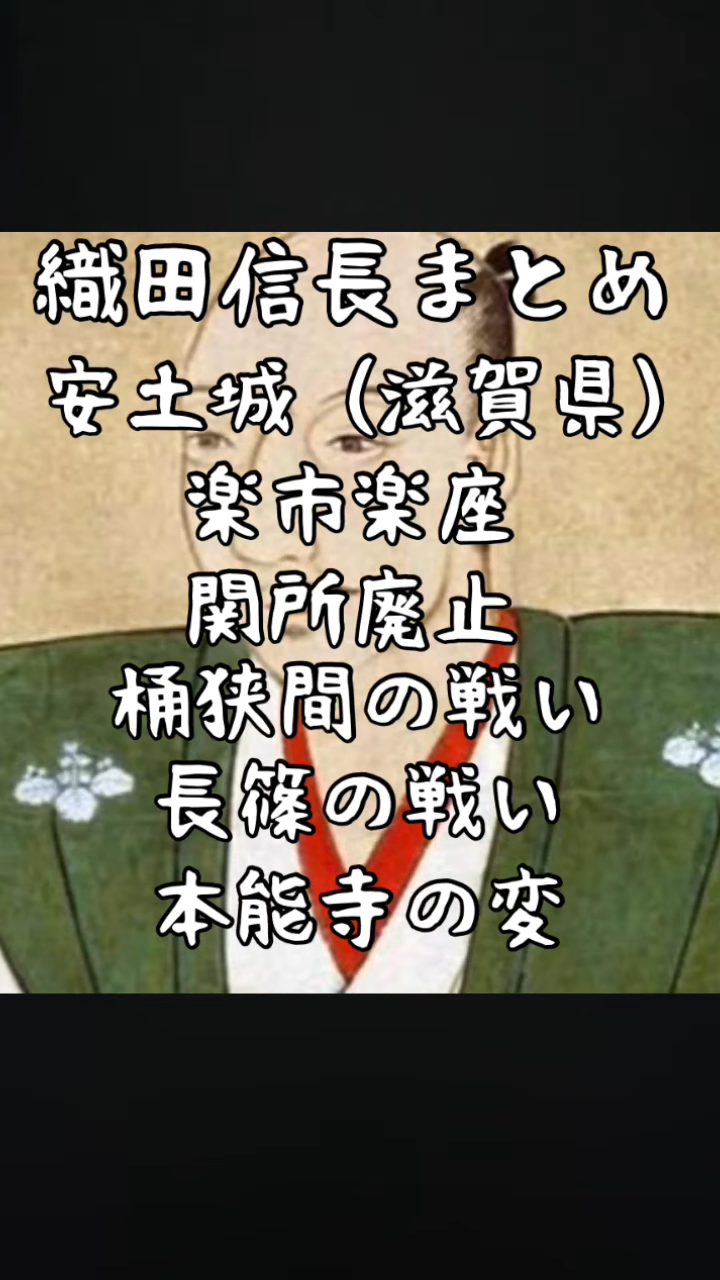 織田信長まとめ
安土城（滋賀県）
楽市楽座
関所廃止
桶狭間の戦い
長篠の戦い
本能寺の変